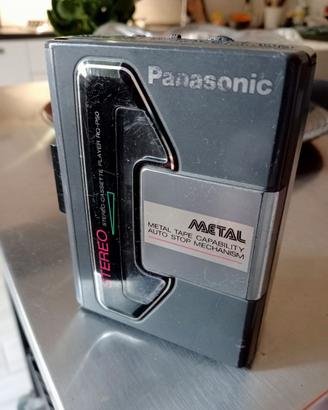 Panasonic
STEREO
STEREO CASSETTE PLAYER RQ-P50
METAL
METAL TAPE CAPABILITY
AUTO STOP MECHANISM